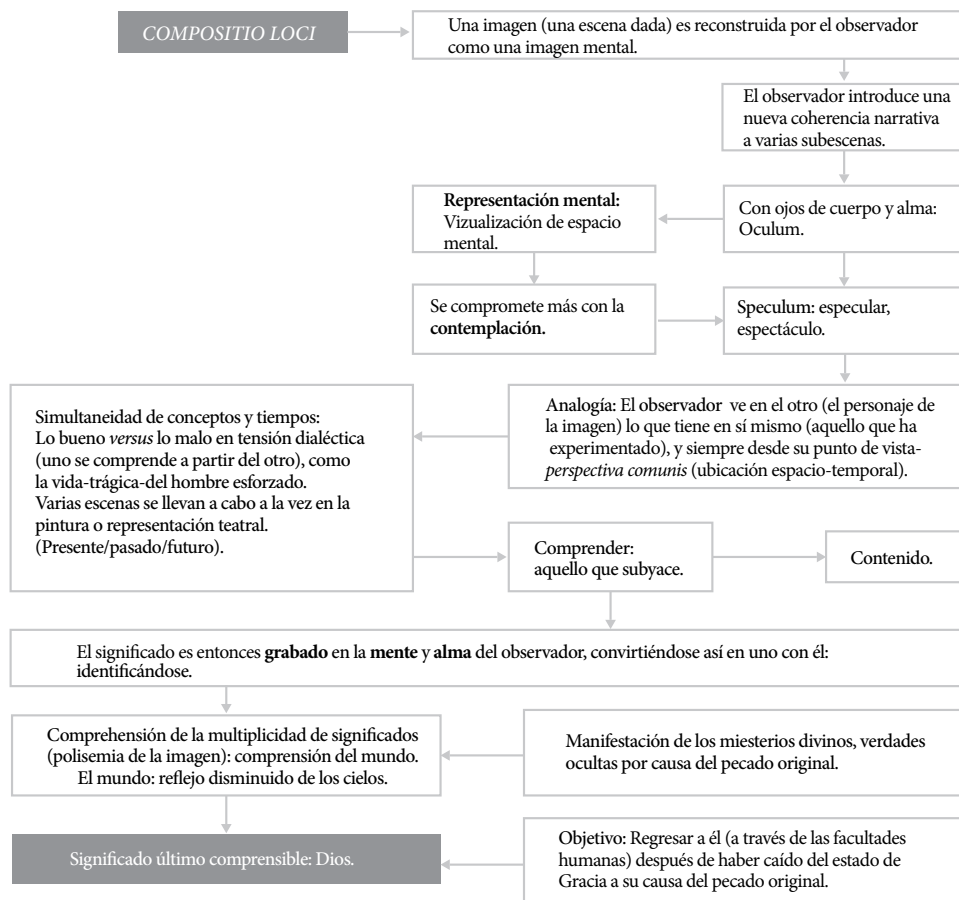 COMPOSITIO LOCI
Una imagen (una escena dada) es reconstruida por el observador
como una imagen mental.
El observador introduce una
nueva coherencia narrativa
a varias subescenas.
Representación mental:
Vizualización de espacio
mental.
Con ojos de cuerpo y alma:
Oculum.
Se compromete más con la
contemplación.
Speculum: especular,
espectáculo.
Analogía: El observador ve en el otro (el personaje de
la imagen) lo que tiene en sí mismo (aquello que ha
experimentado), y siempre desde su punto de vista-
perspectiva comunis (ubicación espacio-temporal).
Simultaneidad de conceptos y tiempos:
Lo bueno versus lo malo en tensión dialéctica
(uno se comprende a partir del otro), como
la vida-trágica-del hombre esforzado.
Varias escenas se llevan a cabo a la vez en la
pintura o representación teatral.
(Presente/pasado/futuro).
Comprender:
aquello que subyace.
Contenido.
El significado es entonces grabado en la mente y alma del observador, convirtiéndose así en uno con él:
identificándose.
Comprehensión de la multiplicidad de significados
(polisemia de la imagen): comprensión del mundo.
El mundo: reflejo disminuido de los cielos.
Manifestación de los miesterios divinos, verdades
ocultas por causa del pecado original.
Significado último comprensible: Dios.
Objetivo: Regresar a él (a través de las facultades
humanas) después de haber caído del estado de
Gracia a su causa del pecado original.